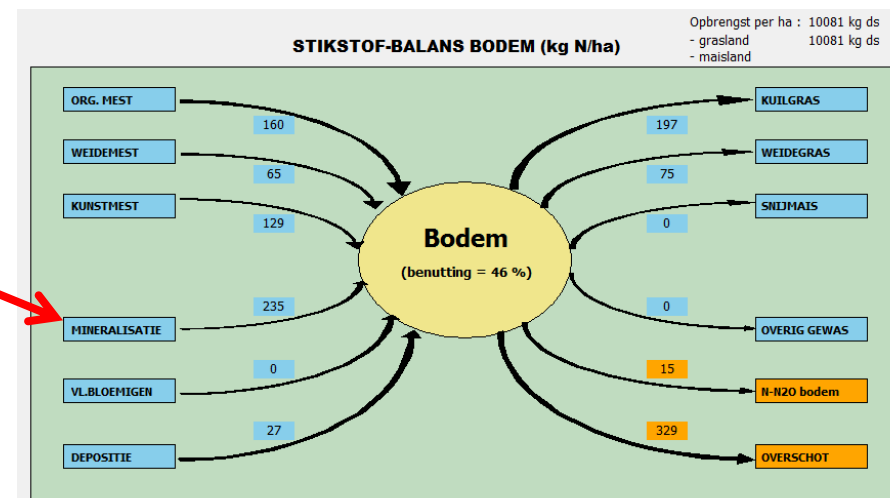 STIKSTOF-BALANS BODEM (kg N/ha)
Opbrengst per ha : 10081 kg ds
- grasland 10081 kg ds
- maisland
ORG. MEST
160
WEIDEMEST
65
KUNSTMEST
129
MINERALISATIE
235
VL.BLOEMIGEN
0
DEPOSITIE
27
Bodem
(benutting = 46 %)
KUILGRAS
197
WEIDEGRAS
75
SNIJMAIS
0
OVERIG GEWAS
0
N-N2O bodem
15
OVERSCHOT
329